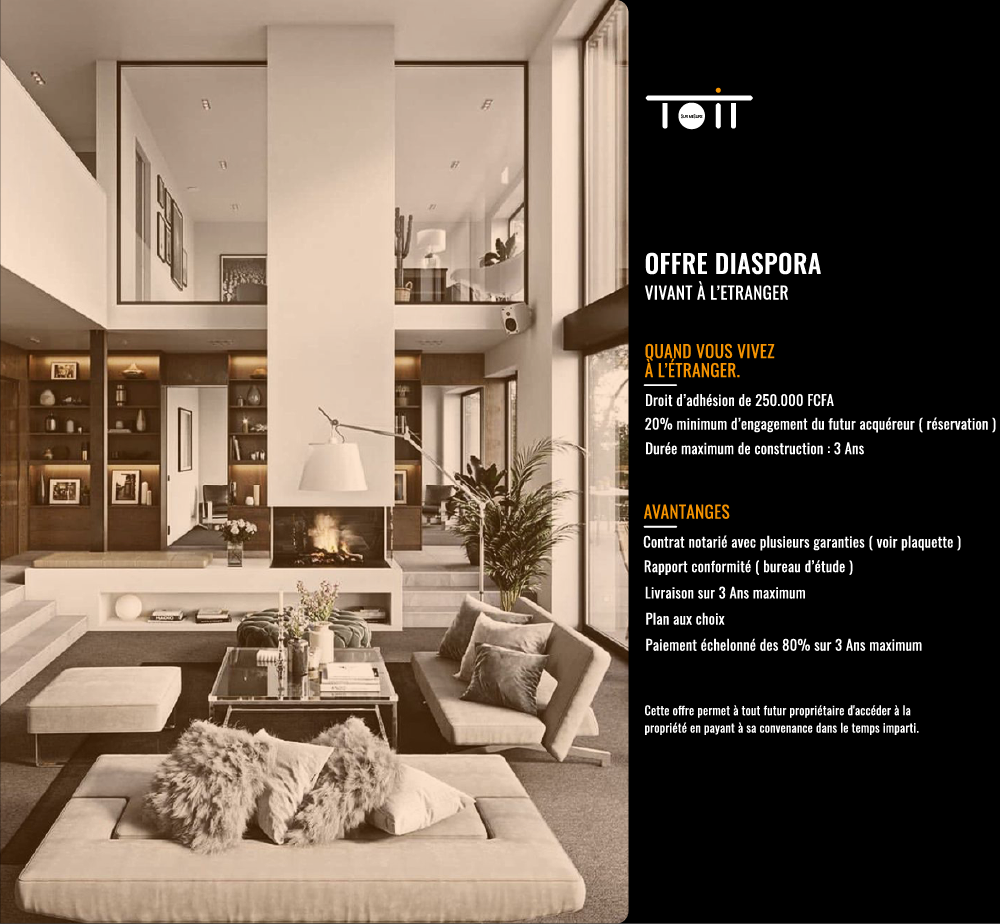 TOIT
SUR MESURE
OFFRE DIASPORA
VIVANT À L'ETRANGER
QUAND VOUS VIVEZ
À L'ÉTRANGER.
Droit d'adhésion de 250.000 FCFA
20% minimum d'engagement du futur acquéreur ( réservation )
Durée maximum de construction : 3 Ans
AVANTANGES
Contrat notarié avec plusieurs garanties ( voir plaquette )
Rapport conformité ( bureau d'étude )
Livraison sur 3 Ans maximum
Plan aux choix
Paiement échelonné des 80% sur 3 Ans maximum
Cette offre permet à tout futur propriétaire d'accéder à la
propriété en payant à sa convenance dans le temps imparti.